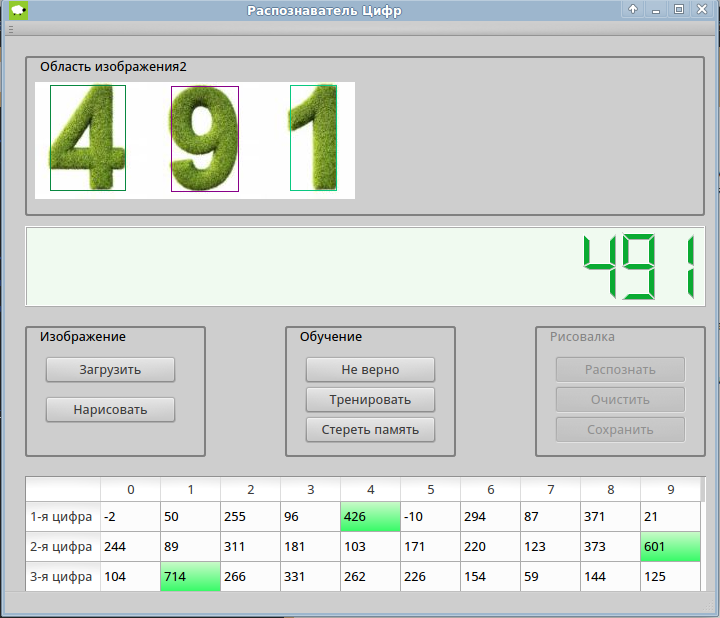 Распознаватель Цифр
Область изображения2
4 9 1
491
Изображение
Загрузить
Нарисовать
Обучение
Не верно
Тренировать
Стереть память
Рисовалка
Распознать
Очистить
Сохранить
0 1 2 3 4 5 6 7 8 9
1-я цифра -2 50 255 96 426 -10 294 87 371 21
2-я цифра 244 89 311 181 103 171 220 123 373 601
3-я цифра 104 714 266 331 262 226 154 59 144 125